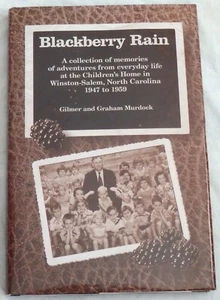 Blackberry Rain
A collection of memories
of adventures from everyday life
at the Children's Home in
Winston-Salem, North Carolina
1947 to 1959
Gilmer and Graham Murdock